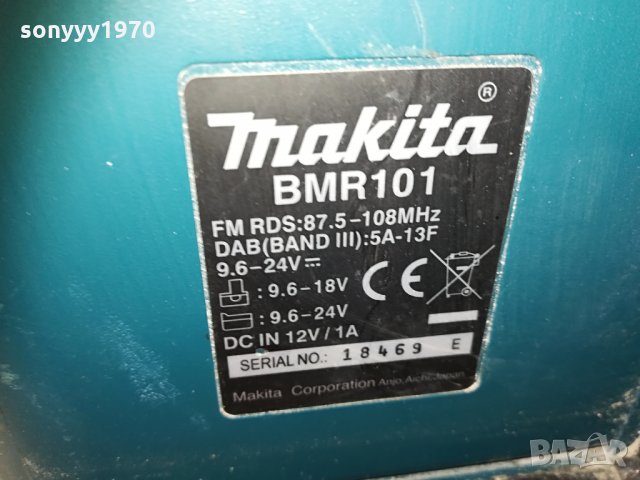 sonyyy1970
makita ®
BMR101
FM RDS:87.5-108MHz
DAB(BAND III):5A-13F
9.6-24V⎓
: 9.6-18V
: 9.6-24V
CE
DC IN 12V / 1A
SERIAL NO.: 18469 E
Makita Corporation Anjo, Aichi, Japan
BAZAR